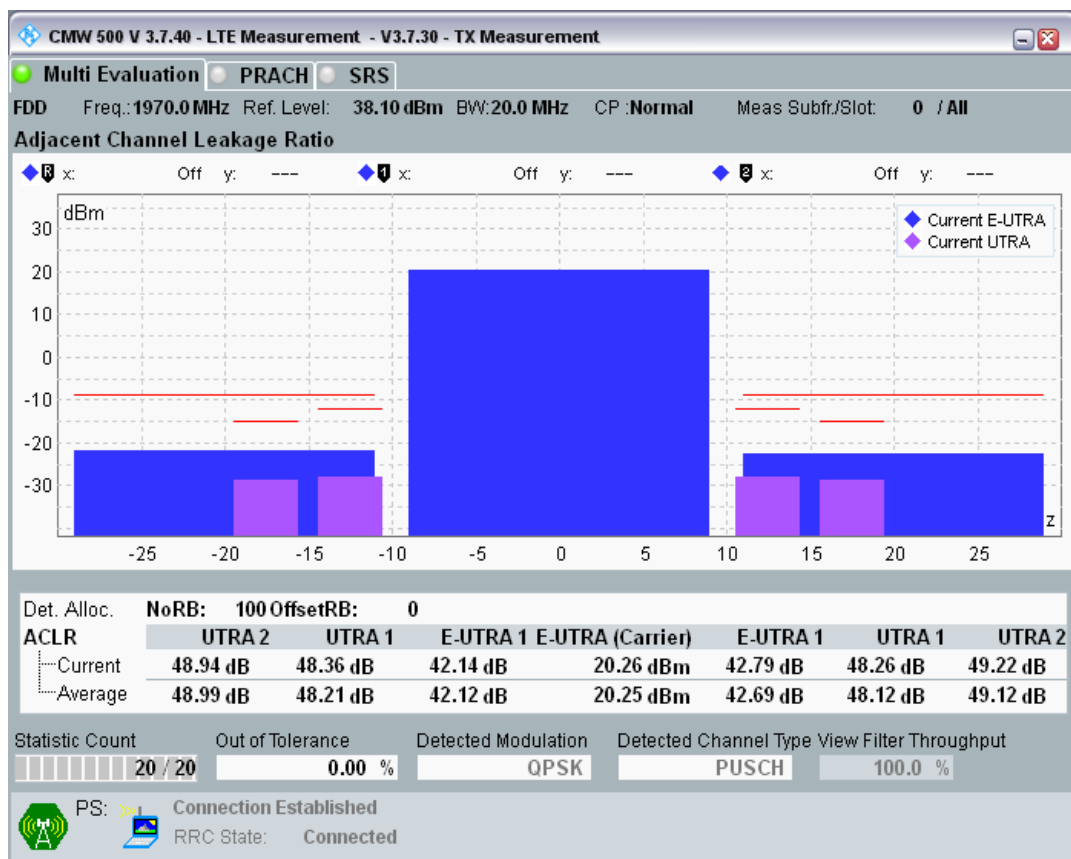 CMW 500 V 3.7.40 - LTE Measurement - V3.7.30 - TX Measurement
Multi Evaluation PRACH SRS
FDD Freq.: 1970.0 MHz Ref. Level: 38.10 dBm BW: 20.0 MHz CP : Normal Meas Subfr./Slot: 0 / All
Adjacent Channel Leakage Ratio
R x: Off y: --- 1 x: Off y: --- 2 x: Off y: ---
dBm
Current E-UTRA
Current UTRA
30
20
10
0
-10
-20
-30
z
-25 -20 -15 -10 -5 0 5 10 15 20 25
Det. Alloc. NoRB: 100 OffsetRB: 0
ACLR UTRA 2 UTRA 1 E-UTRA 1 E-UTRA (Carrier) E-UTRA 1 UTRA 1 UTRA 2
Current 48.94 dB 48.36 dB 42.14 dB 20.26 dBm 42.79 dB 48.26 dB 49.22 dB
Average 48.99 dB 48.21 dB 42.12 dB 20.25 dBm 42.69 dB 48.12 dB 49.12 dB
Statistic Count Out of Tolerance Detected Modulation Detected Channel Type View Filter Throughput
20 / 20 0.00 % QPSK PUSCH 100.0 %
PS: Connection Established
RRC State: Connected